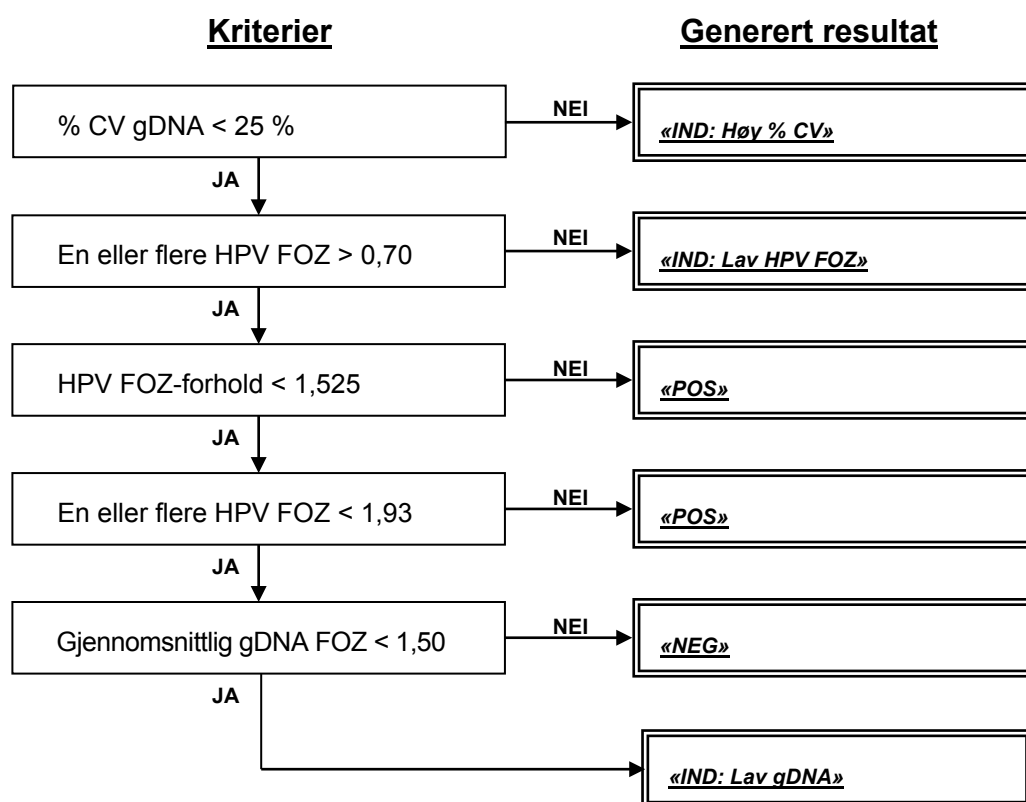 Kriterier
Generert resultat
% CV gDNA < 25 %
NEI
«IND: Høy % CV»
JA
En eller flere HPV FOZ > 0,70
NEI
«IND: Lav HPV FOZ»
JA
HPV FOZ-forhold < 1,525
NEI
«POS»
JA
En eller flere HPV FOZ < 1,93
NEI
«POS»
JA
Gjennomsnittlig gDNA FOZ < 1,50
NEI
«NEG»
JA
«IND: Lav gDNA»